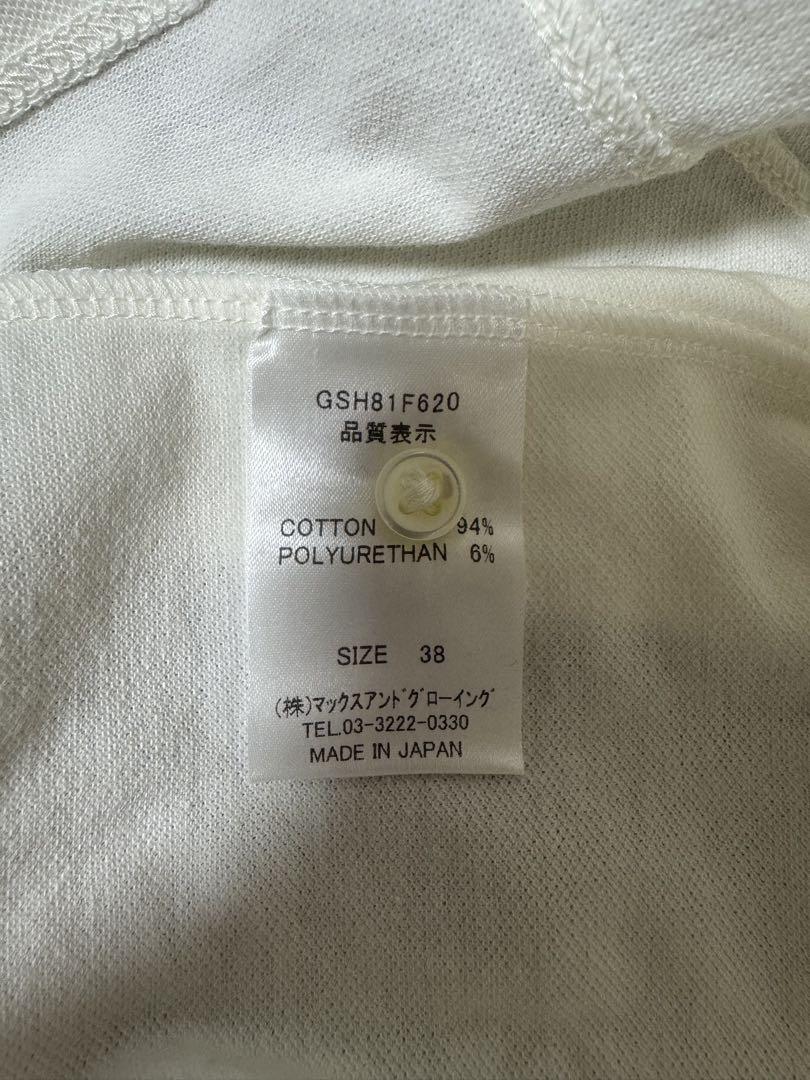 GSH81F620
品質表示
COTTON 94%
POLYURETHAN 6%
SIZE 38
(株)マックスアンドグローイング
TEL.03-3222-0330
MADE IN JAPAN